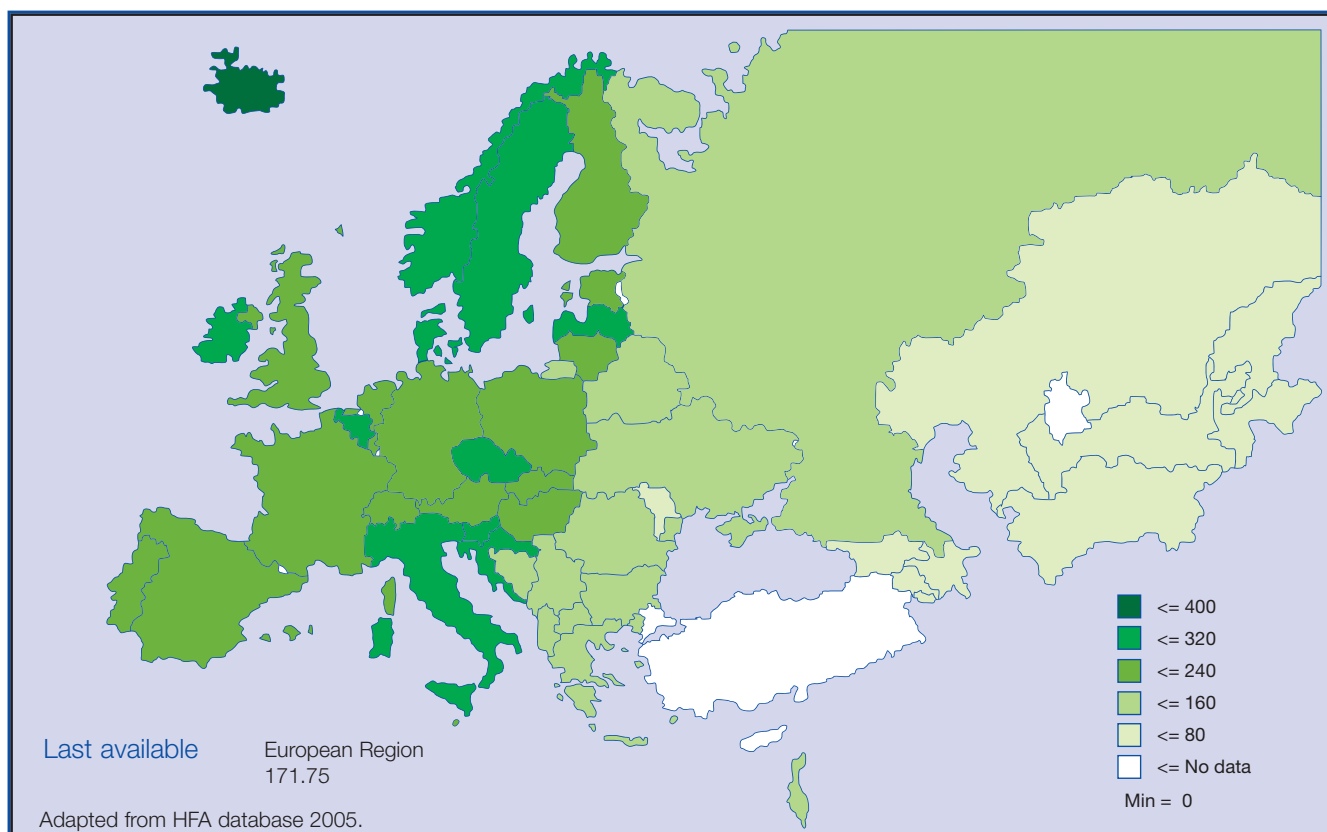 <= 400
<= 320
<= 240
<= 160
<= 80
<= No data
Min = 0
Last available
European Region
171.75
Adapted from HFA database 2005.